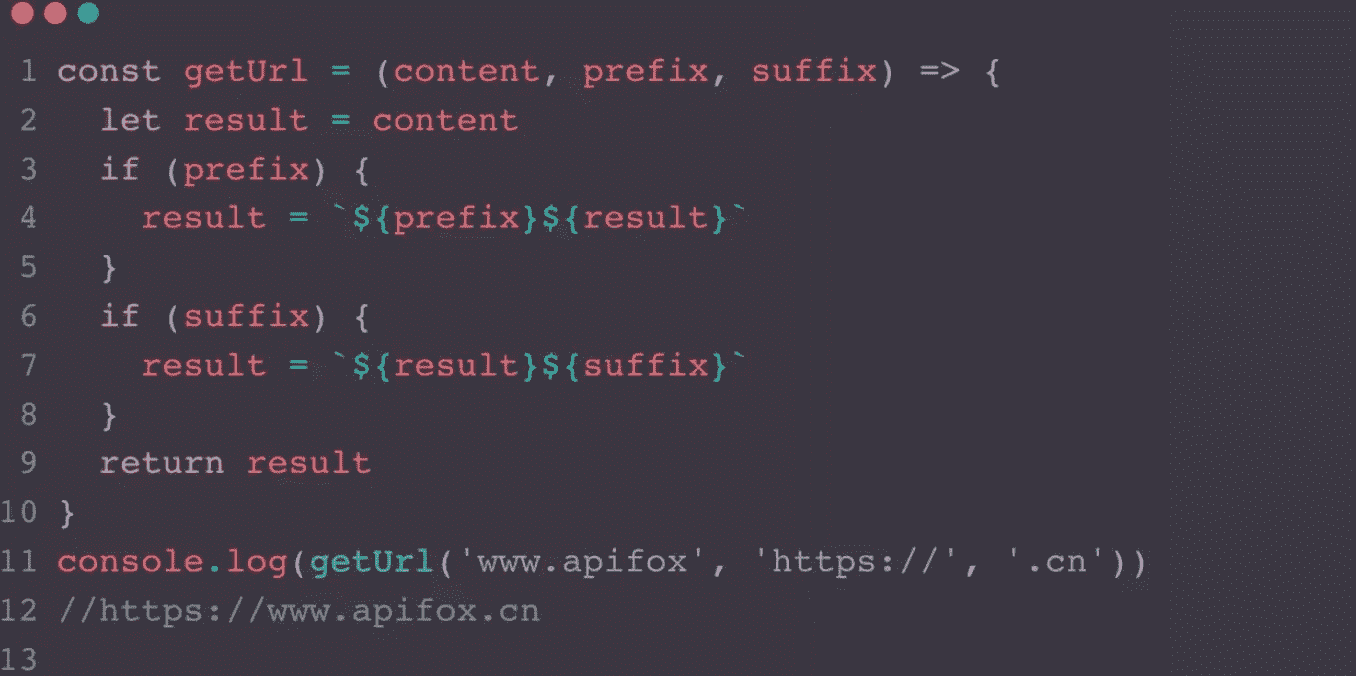 1 const getUrl = (content, prefix, suffix) => {
2   let result = content
3   if (prefix) {
4     result = `${prefix}${result}`
5   }
6   if (suffix) {
7     result = `${result}${suffix}`
8   }
9   return result
10 }
11 console.log(getUrl('www.apifox', 'https://', '.cn'))
12 //https://www.apifox.cn
13